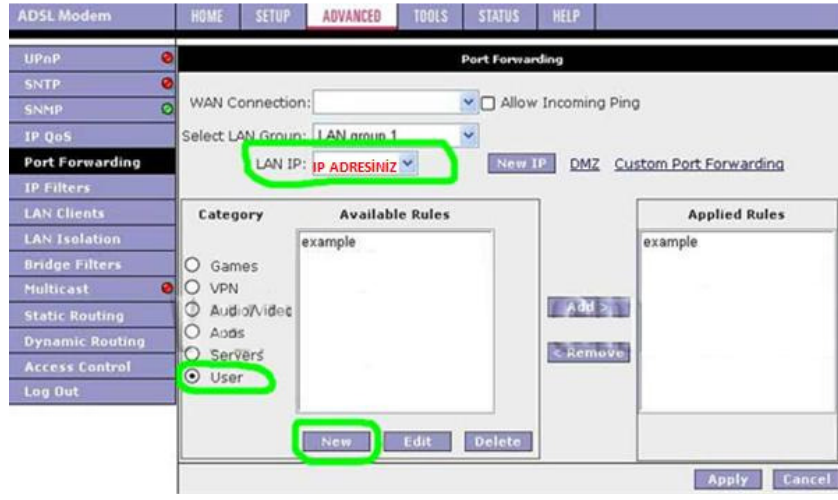 ADSL Modem
HOME SETUP ADVANCED TOOLS STATUS HELP
UPnP
SNTP
SNMP
IP QoS
Port Forwarding
IP Filters
LAN Clients
LAN Isolation
Bridge Filters
Multicast
Static Routing
Dynamic Routing
Access Control
Log Out
Port Forwarding
WAN Connection: Allow Incoming Ping
Select LAN Group: LAN group 1
LAN IP: IP ADRESİNİZ New IP DMZ Custom Port Forwarding
Category Available Rules Applied Rules
example example
Games
VPN
Audio/Video
Apps
Servers
User
Add >
< Remove
New Edit Delete
Apply Cancel